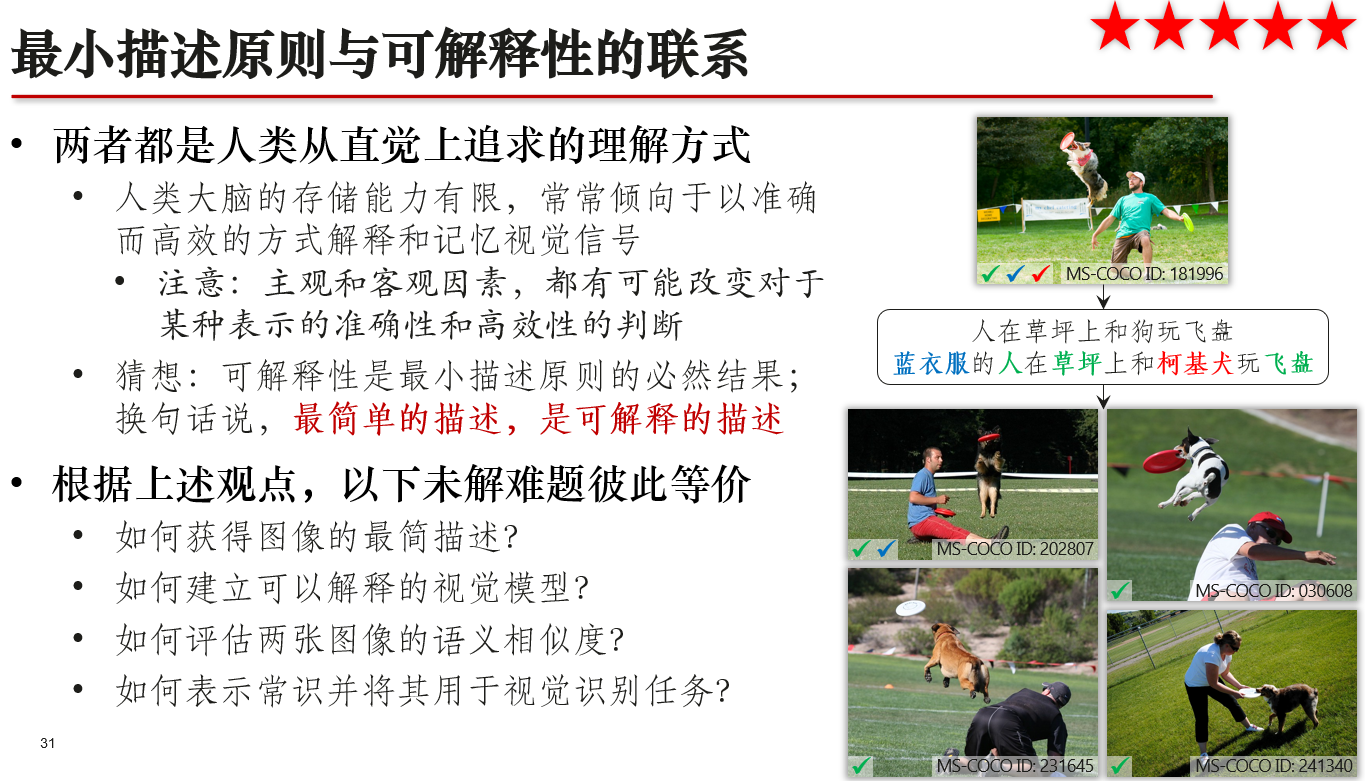 最小描述原则与可解释性的联系
• 两者都是人类从直觉上追求的理解方式
• 人类大脑的存储能力有限，常常倾向于以准确
而高效的方式解释和记忆视觉信号
• 注意：主观和客观因素，都有可能改变对于
某种表示的准确性和高效性的判断
• 猜想：可解释性是最小描述原则的必然结果；
换句话说，最简单的描述，是可解释的描述
• 根据上述观点，以下未解难题彼此等价
• 如何获得图像的最简描述？
• 如何建立可以解释的视觉模型？
• 如何评估两张图像的语义相似度？
• 如何表示常识并将其用于视觉识别任务？
31
MS-COCO ID: 181996
人在草坪上和狗玩飞盘
蓝衣服的人在草坪上和柯基犬玩飞盘
MS-COCO ID: 202807
MS-COCO ID: 030608
MS-COCO ID: 231645
MS-COCO ID: 241340